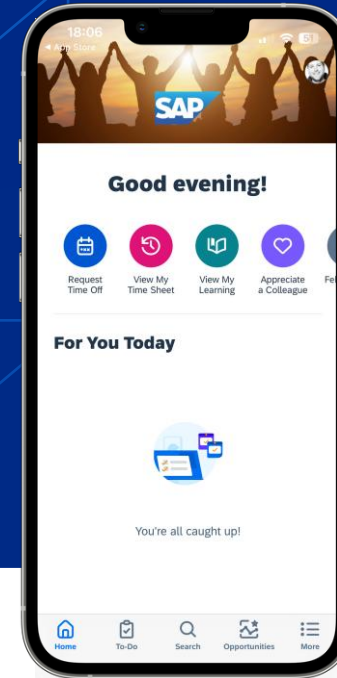 18:06
◀ App Store
SAP
Good evening!
Request
Time Off
View My
Time Sheet
View My
Learning
Appreciate
a Colleague
For You Today
You're all caught up!
Home
To-Do
Search
Opportunities
More